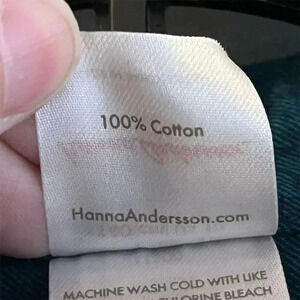 100% Cotton
HannaAndersson.com
MACHINE WASH COLD WITH LIKE
CHLORINE BLEACH